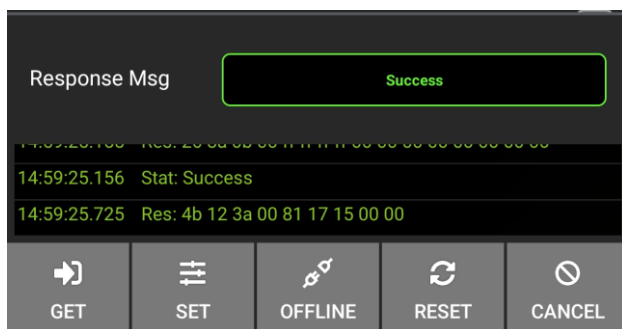 Response Msg
Success
14:59:25.156 Stat: Success
14:59:25.725 Res: 4b 12 3a 00 81 17 15 00 00
GET
SET
OFFLINE
RESET
CANCEL